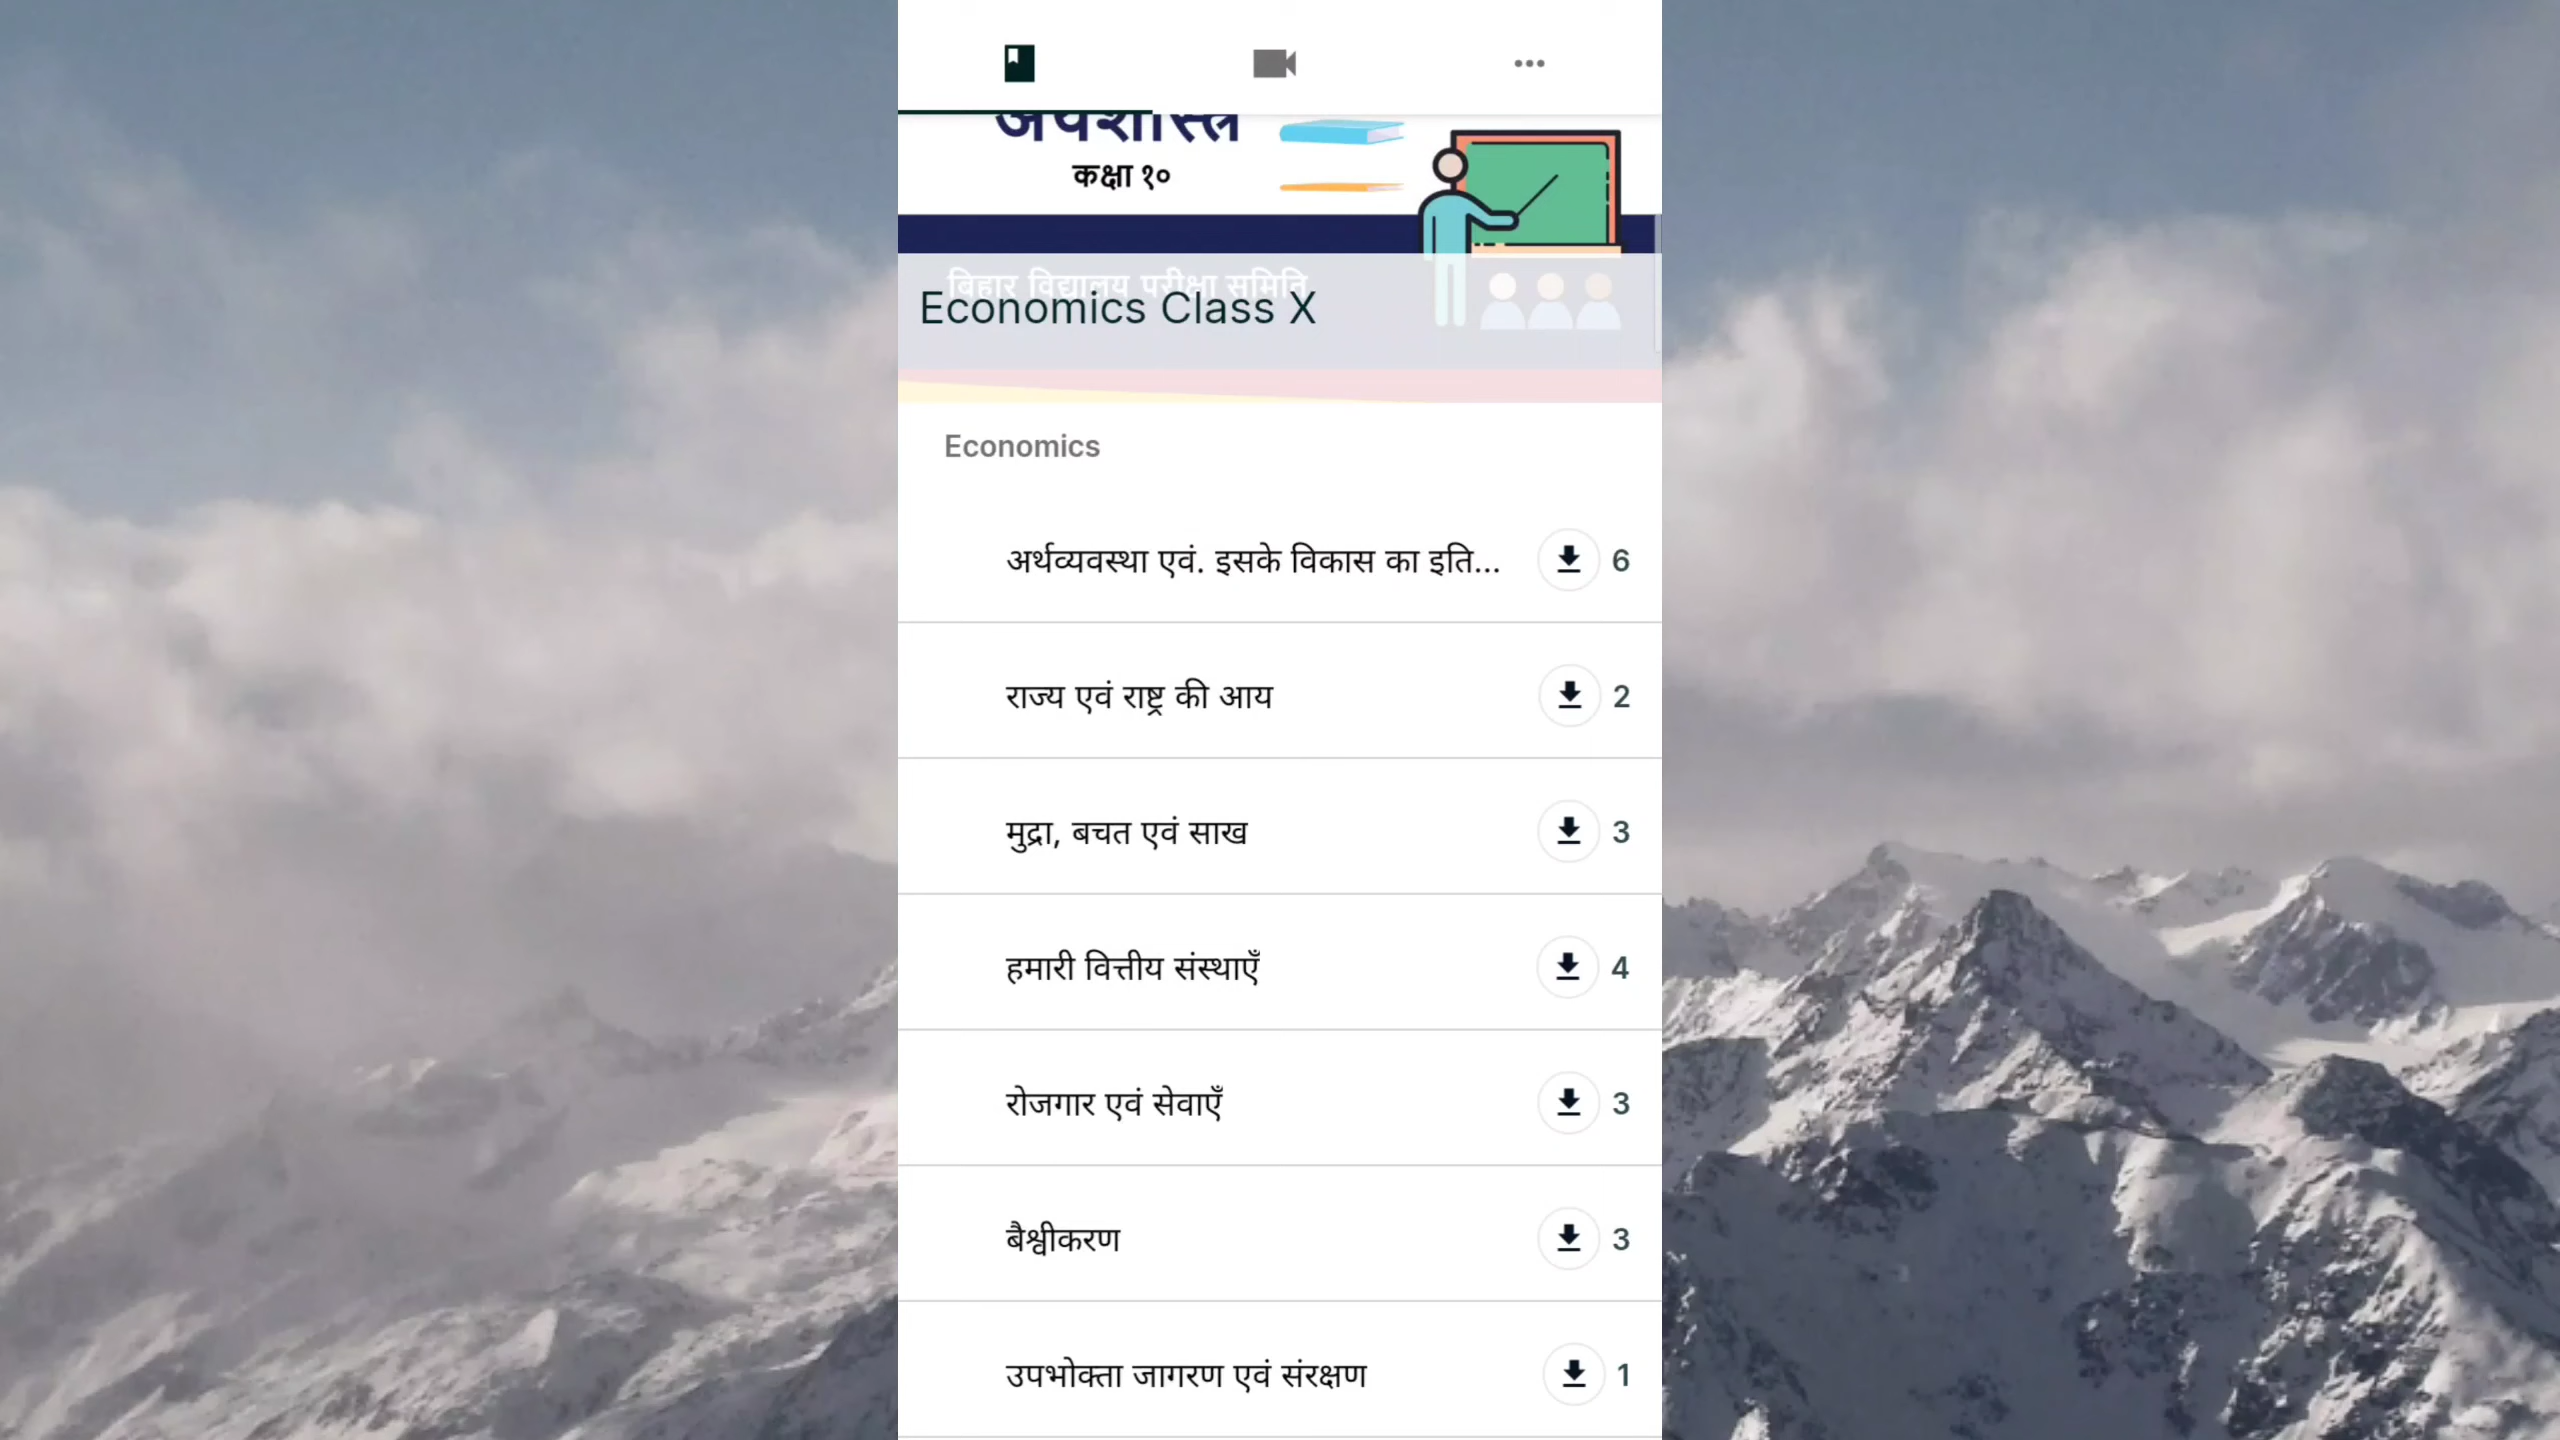 अर्थशास्त्र
कक्षा १०
बिहार विद्यालय परीक्षा समिति
Economics Class X
Economics
अर्थव्यवस्था एवं. इसके विकास का इति... 6
राज्य एवं राष्ट्र की आय 2
मुद्रा, बचत एवं साख 3
हमारी वित्तीय संस्थाएँ 4
रोजगार एवं सेवाएँ 3
बैश्वीकरण 3
उपभोक्ता जागरण एवं संरक्षण 1